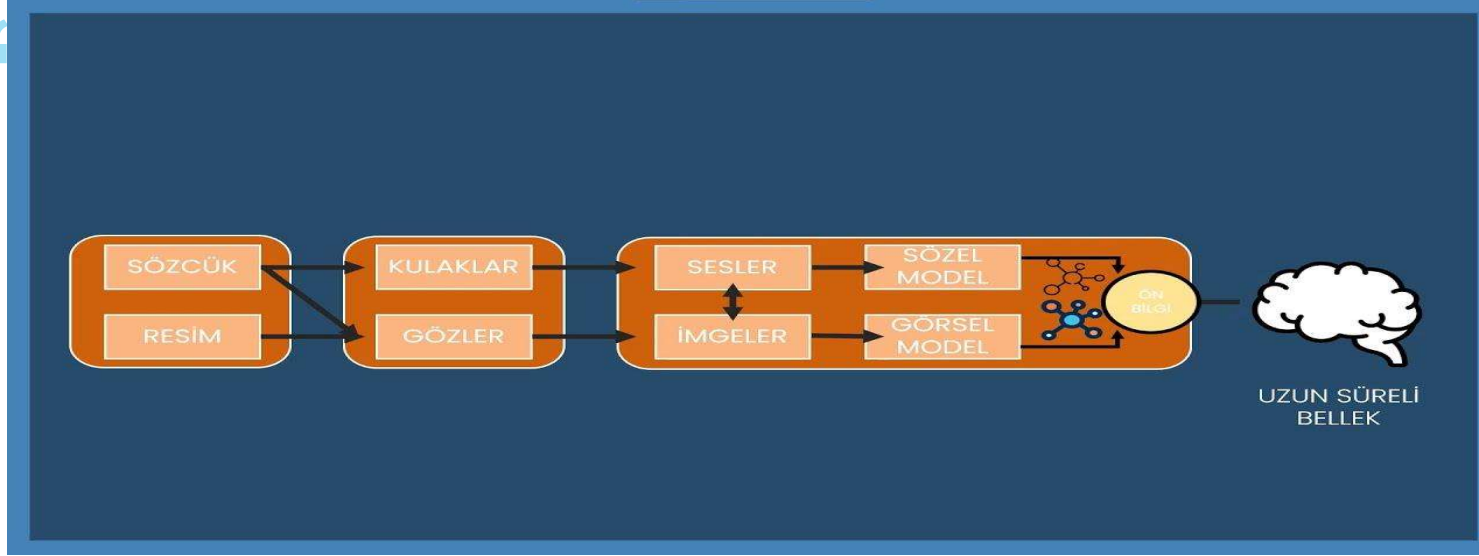 SÖZCÜK
RESİM
KULAKLAR
GÖZLER
SESLER
İMGELER
SÖZEL
MODEL
GÖRSEL
MODEL
ÖN
BİLGİ
UZUN SÜRELİ
BELLEK